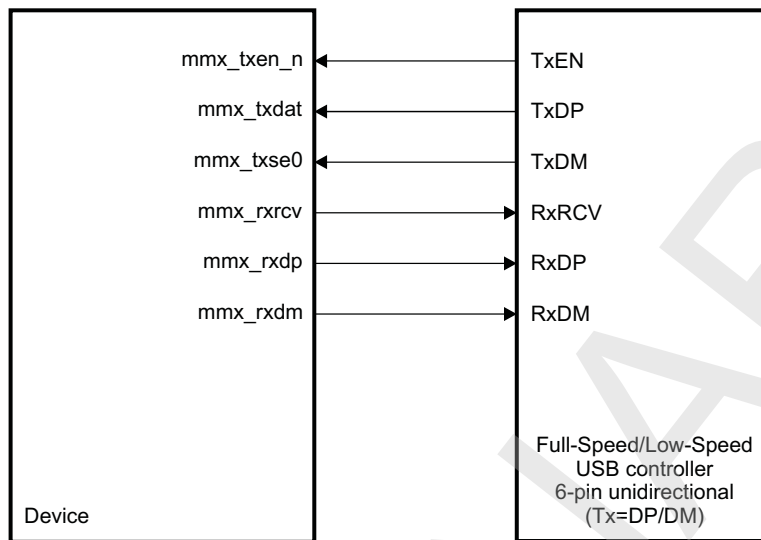 mmx_txen_n TxEN
mmx_txdat TxDP
mmx_txse0 TxDM
mmx_rxrcv RxRCV
mmx_rxdp RxDP
mmx_rxdm RxDM
Full-Speed/Low-Speed
USB controller
6-pin unidirectional
Device (Tx=DP/DM)